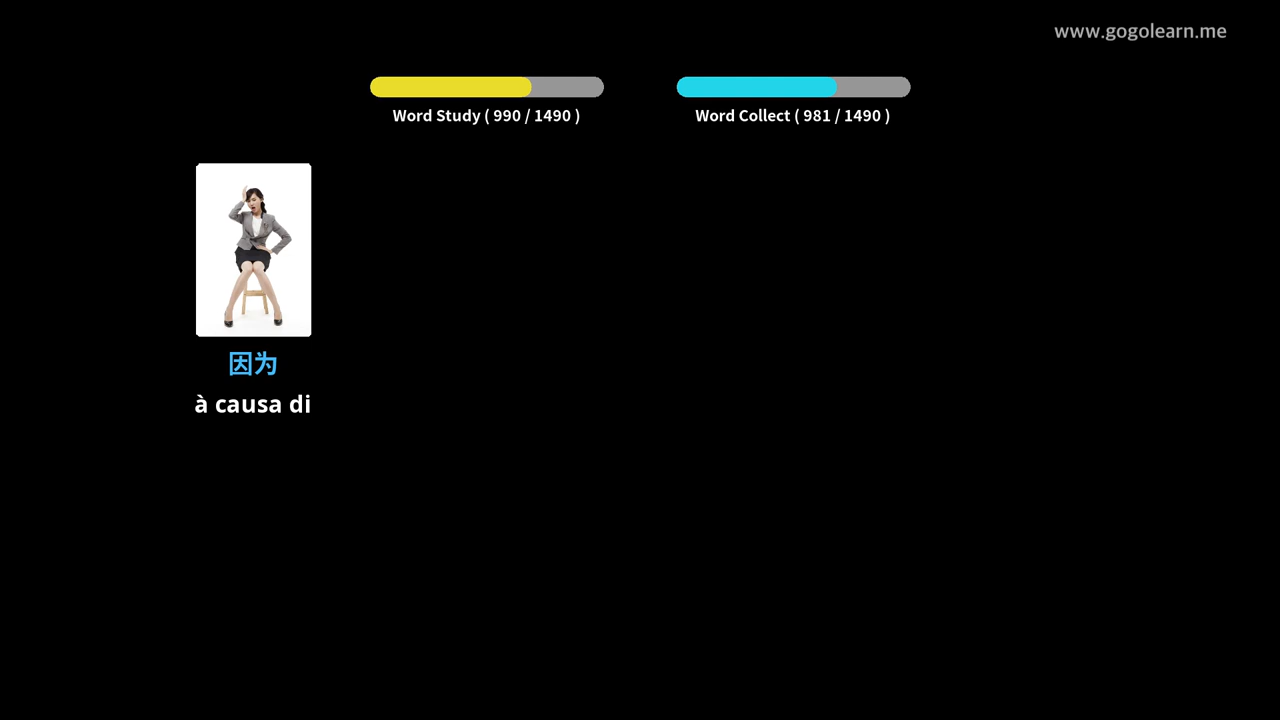 www.gogolearn.me
Word Study ( 990 / 1490 )
Word Collect ( 981 / 1490 )
因为
à causa di